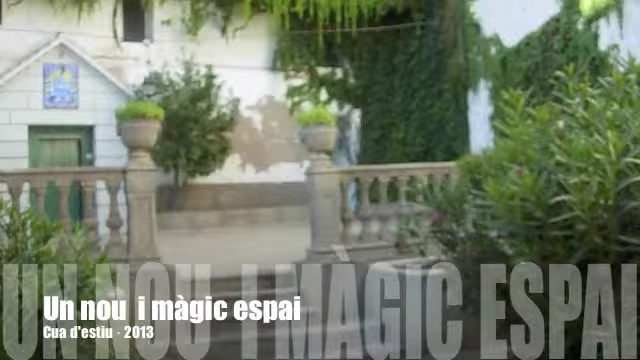 Un nou i màgic espai
Cua d'estiu · 2013
UN NOU I MÀGIC ESPAI